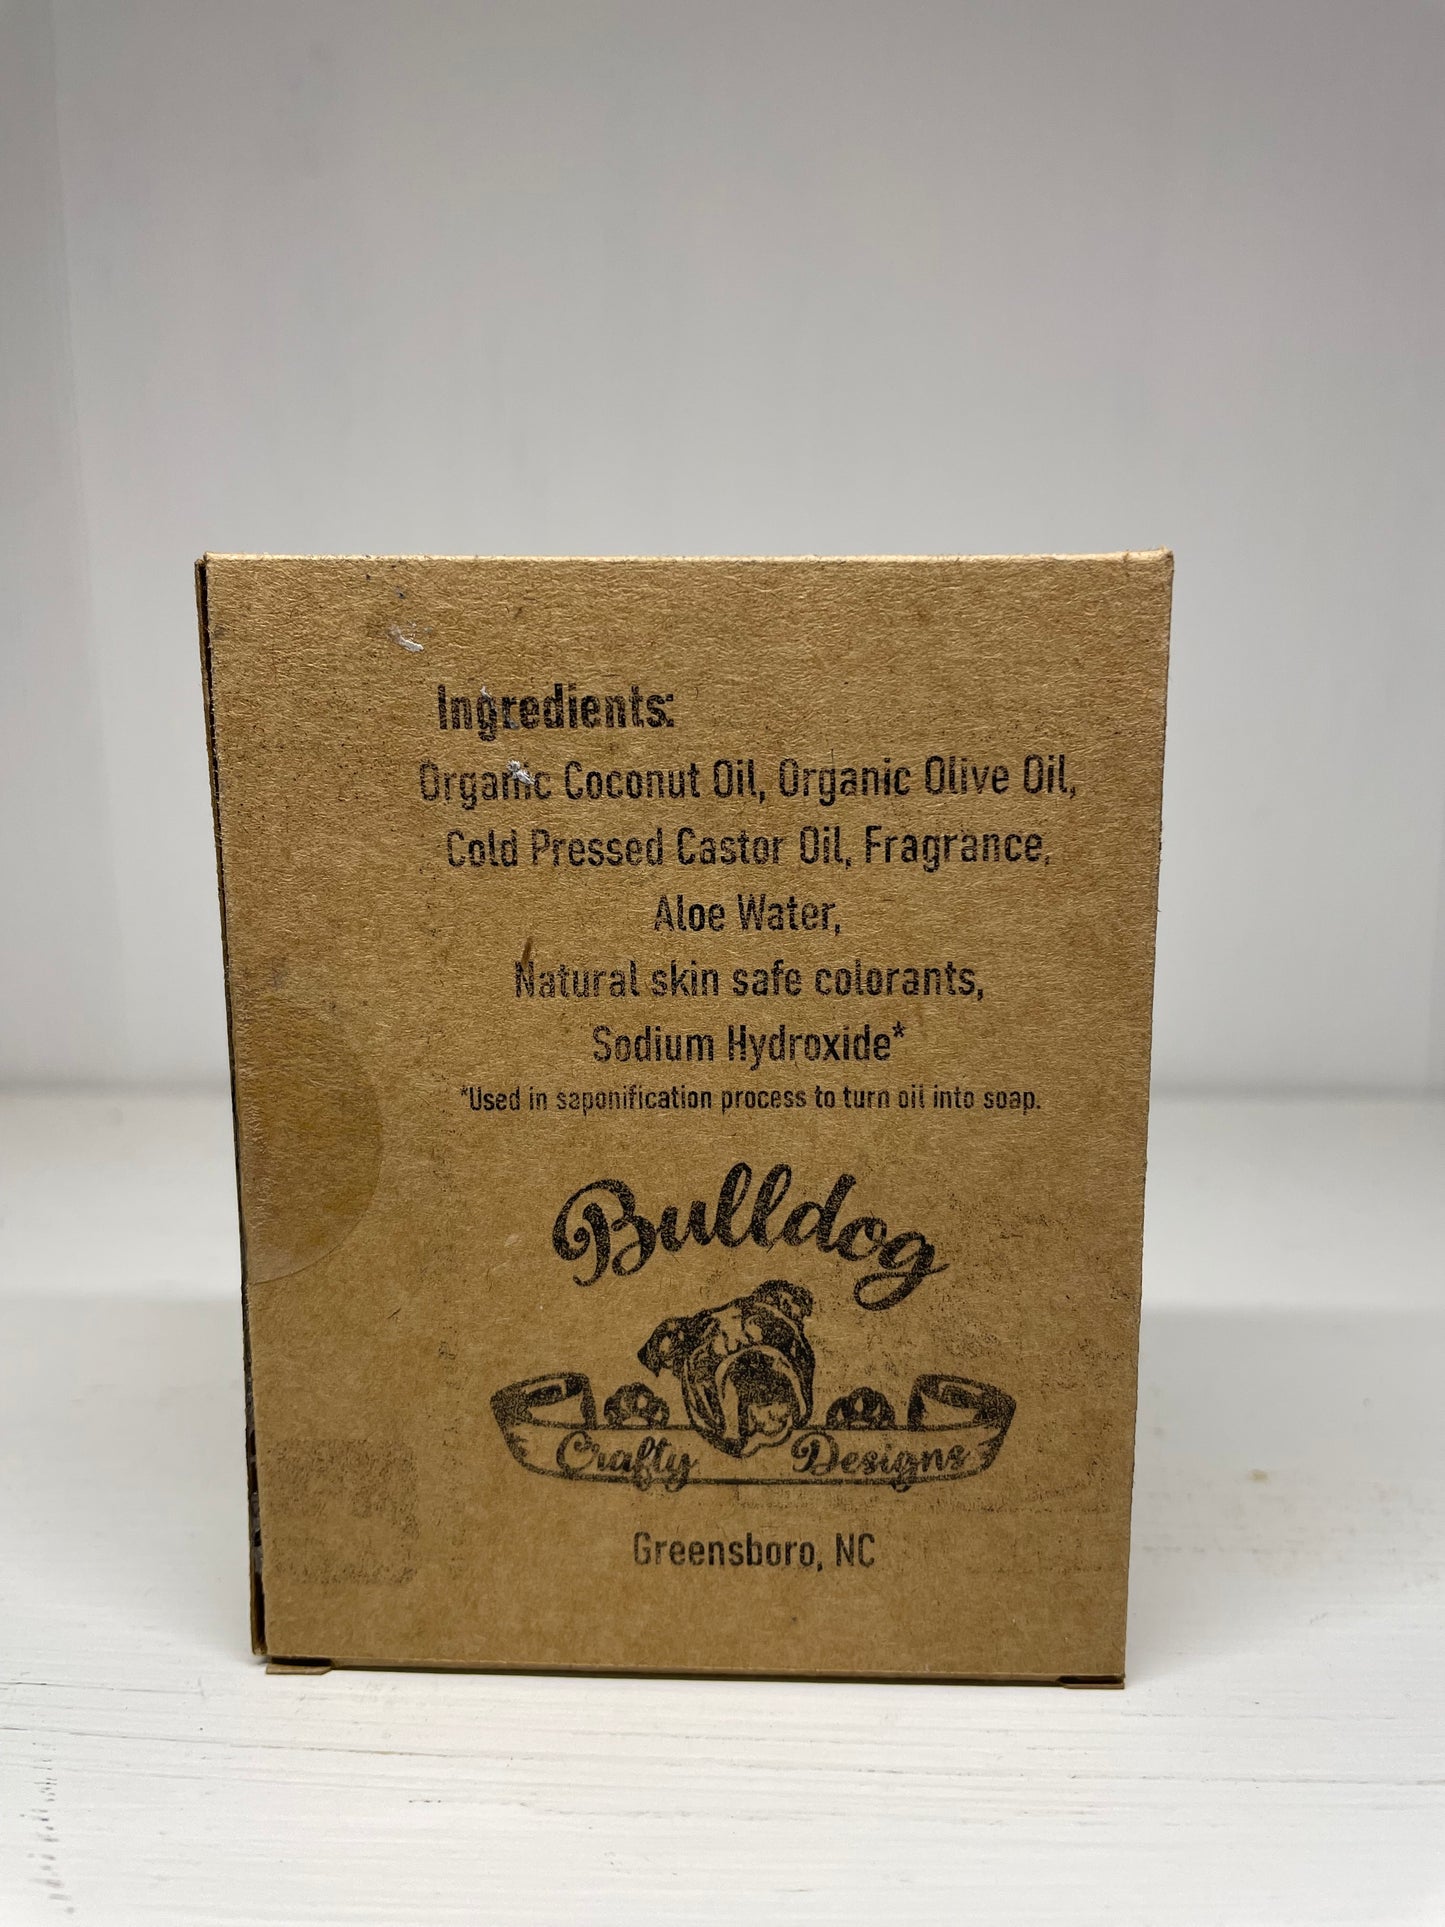 Ingredients:
Organic Coconut Oil, Organic Olive Oil,
Cold Pressed Castor Oil, Fragrance,
Aloe Water,
Natural skin safe colorants,
Sodium Hydroxide*
*Used in saponification process to turn oil into soap.
Bulldog
Crafty Designs
Greensboro, NC